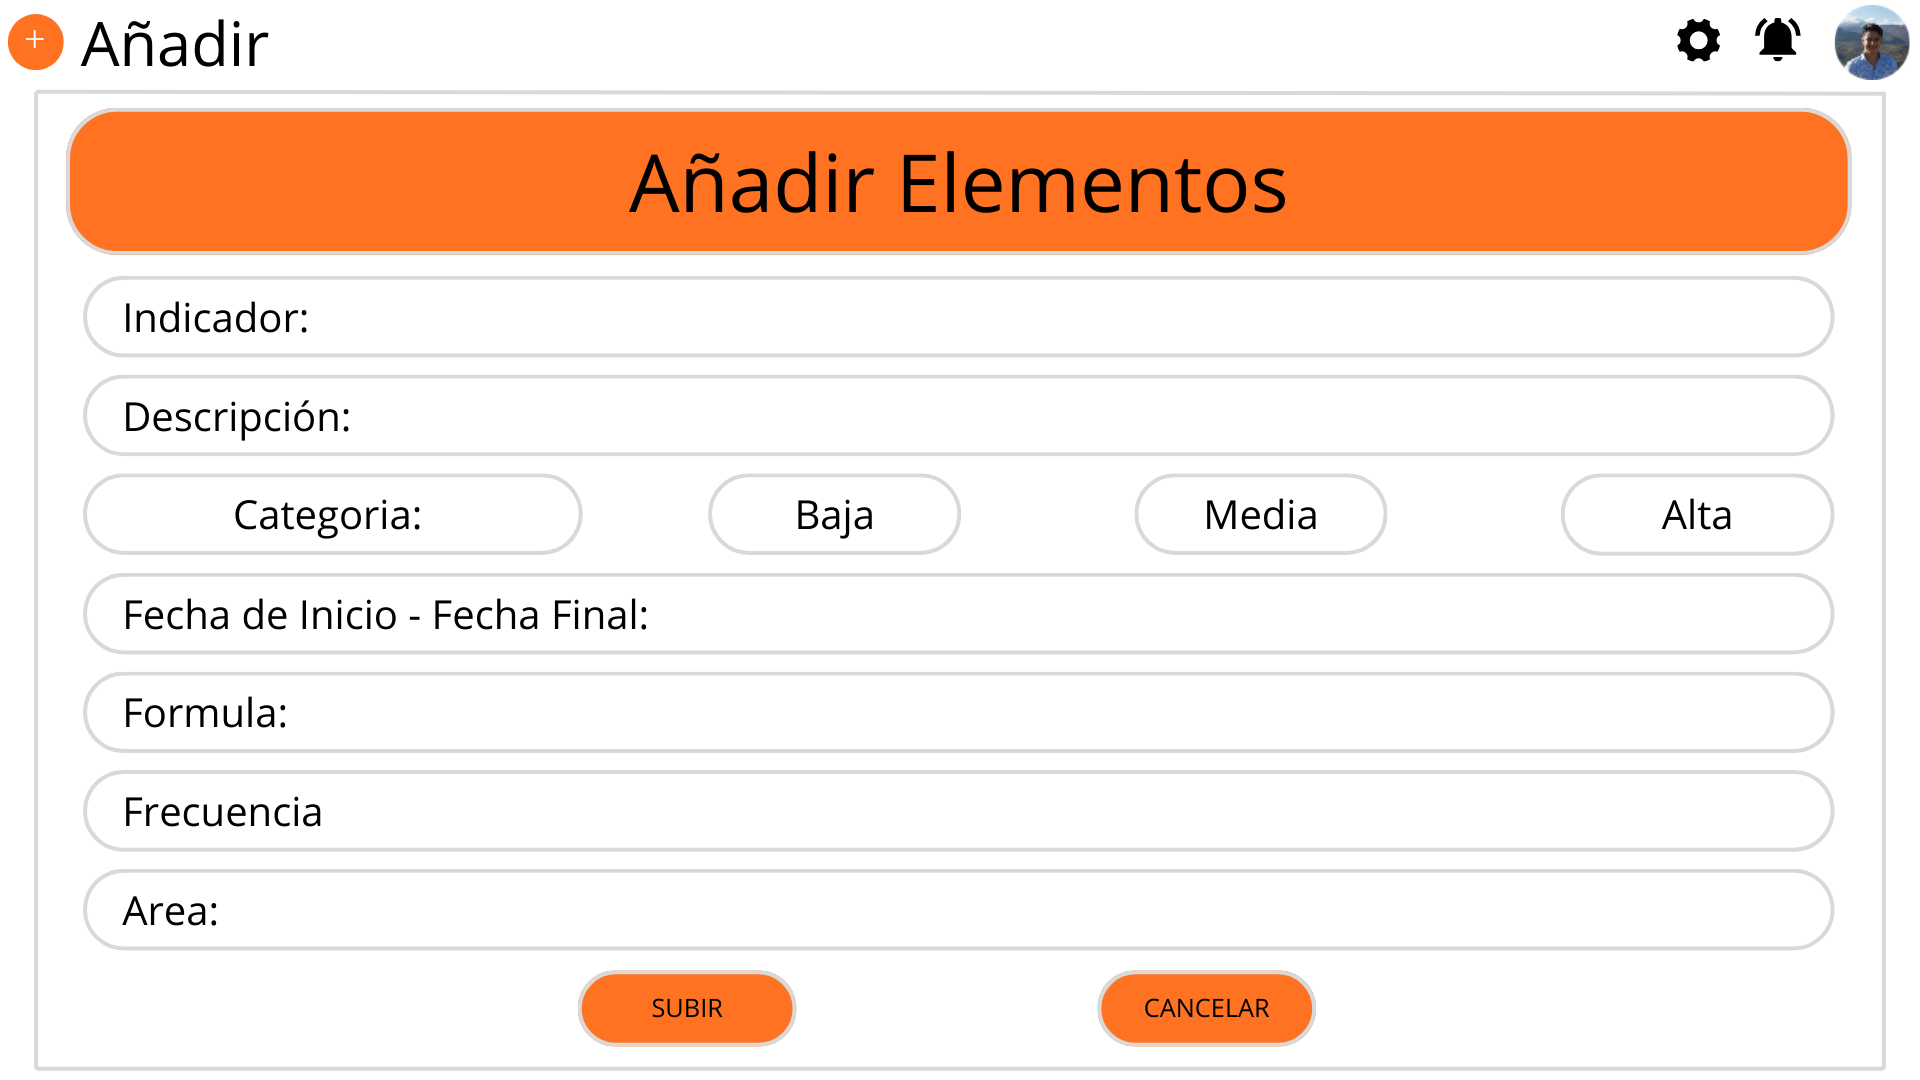 + Añadir
Añadir Elementos
Indicador:
Descripción:
Categoria: Baja Media Alta
Fecha de Inicio - Fecha Final:
Formula:
Frecuencia
Area:
SUBIR CANCELAR